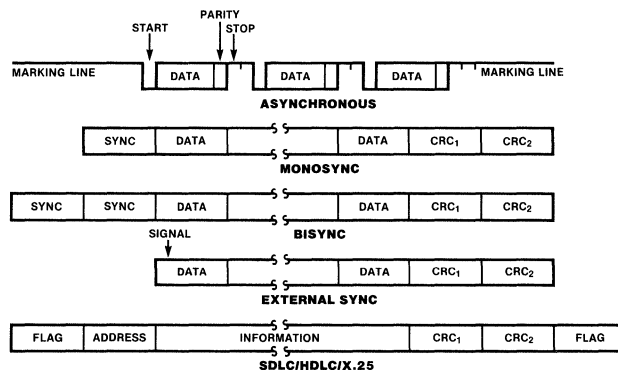 PARITY
START STOP
MARKING LINE DATA DATA DATA MARKING LINE
ASYNCHRONOUS
SYNC DATA DATA CRC₁ CRC₂
MONOSYNC
SYNC SYNC DATA DATA CRC₁ CRC₂
BISYNC
SIGNAL
DATA DATA CRC₁ CRC₂
EXTERNAL SYNC
FLAG ADDRESS INFORMATION CRC₁ CRC₂ FLAG
SDLC/HDLC/X.25